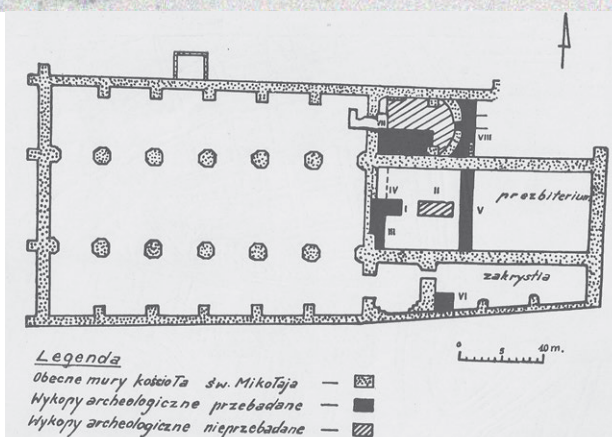 VII
VIII
IV
II
prezbiterium
I
V
III
zakrystia
VI
0 5 10 m.
Legenda
Obecne mury kościoła św. Mikołaja —
Wykopy archeologiczne przebadane —
Wykopy archeologiczne nieprzebadane —